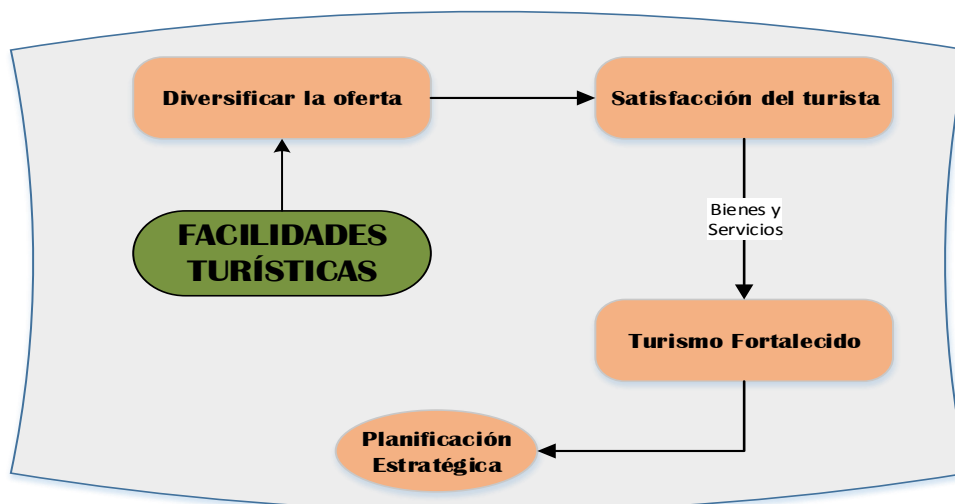 Diversificar la oferta
Satisfacción del turista
FACILIDADES
TURÍSTICAS
Bienes y
Servicios
Turismo Fortalecido
Planificación
Estratégica